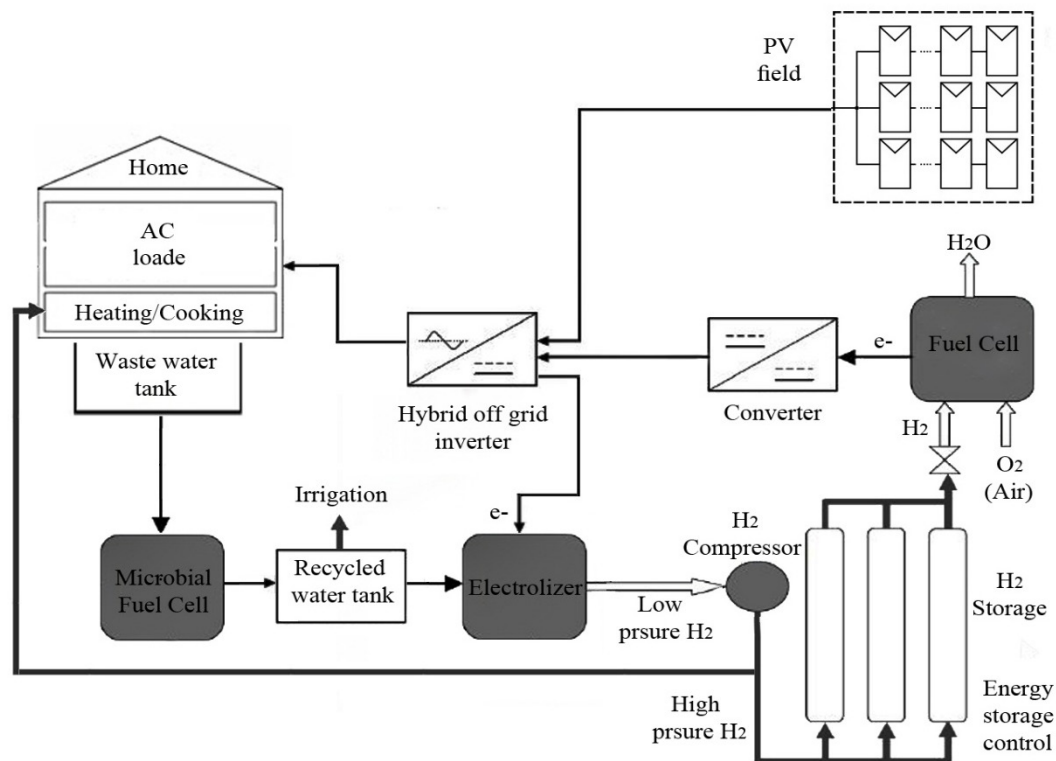 PV
field
Home
AC
loade
Heating/Cooking
Waste water
tank
Hybrid off grid
inverter
Converter
H2O
Fuel Cell
e-
H2
O2
(Air)
Irrigation
e-
Microbial
Fuel Cell
Recycled
water tank
Electrolizer
Low
prsure H2
H2
Compressor
H2
Storage
High
prsure H2
Energy
storage
control